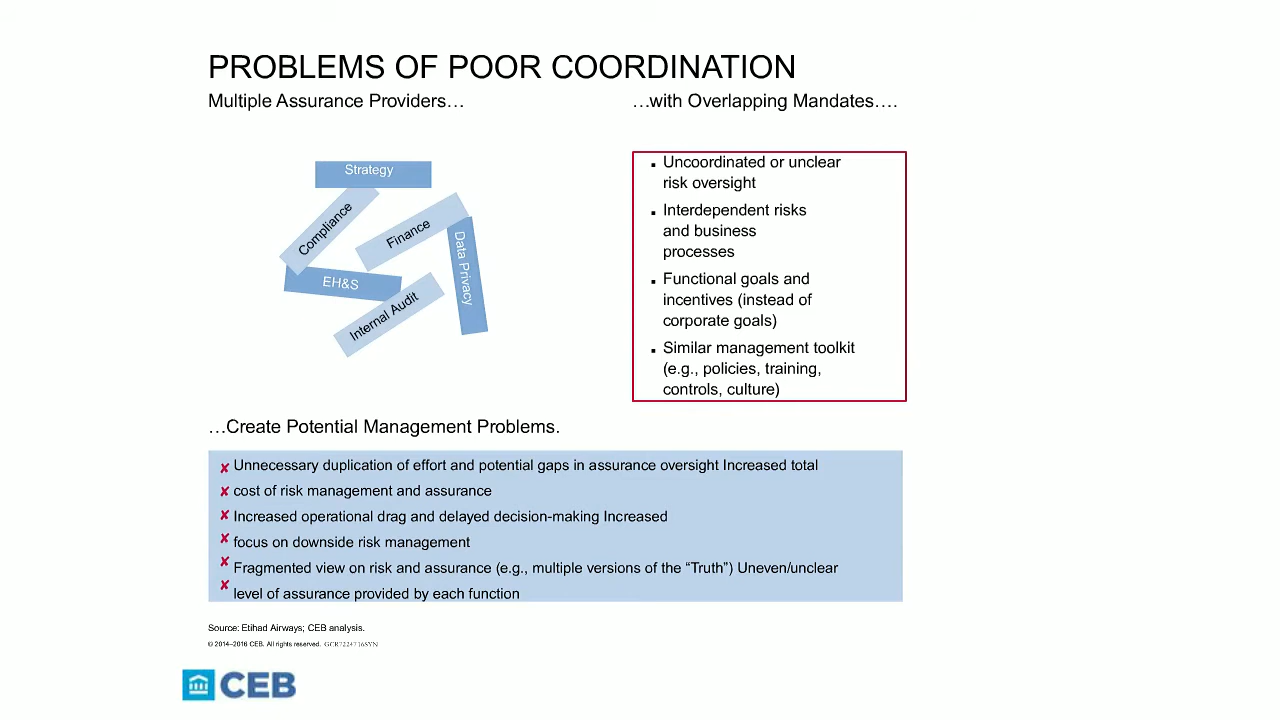 PROBLEMS OF POOR COORDINATION
Multiple Assurance Providers…
…with Overlapping Mandates….
Strategy
Compliance
Finance
Data Privacy
EH&S
Internal Audit
▪ Uncoordinated or unclear
risk oversight
▪ Interdependent risks
and business
processes
▪ Functional goals and
incentives (instead of
corporate goals)
▪ Similar management toolkit
(e.g., policies, training,
controls, culture)
…Create Potential Management Problems.
✘ Unnecessary duplication of effort and potential gaps in assurance oversight Increased total
✘ cost of risk management and assurance
✘ Increased operational drag and delayed decision-making Increased
✘ focus on downside risk management
✘ Fragmented view on risk and assurance (e.g., multiple versions of the “Truth”) Uneven/unclear
✘ level of assurance provided by each function
Source: Etihad Airways; CEB analysis.
© 2014–2016 CEB. All rights reserved.
CEB